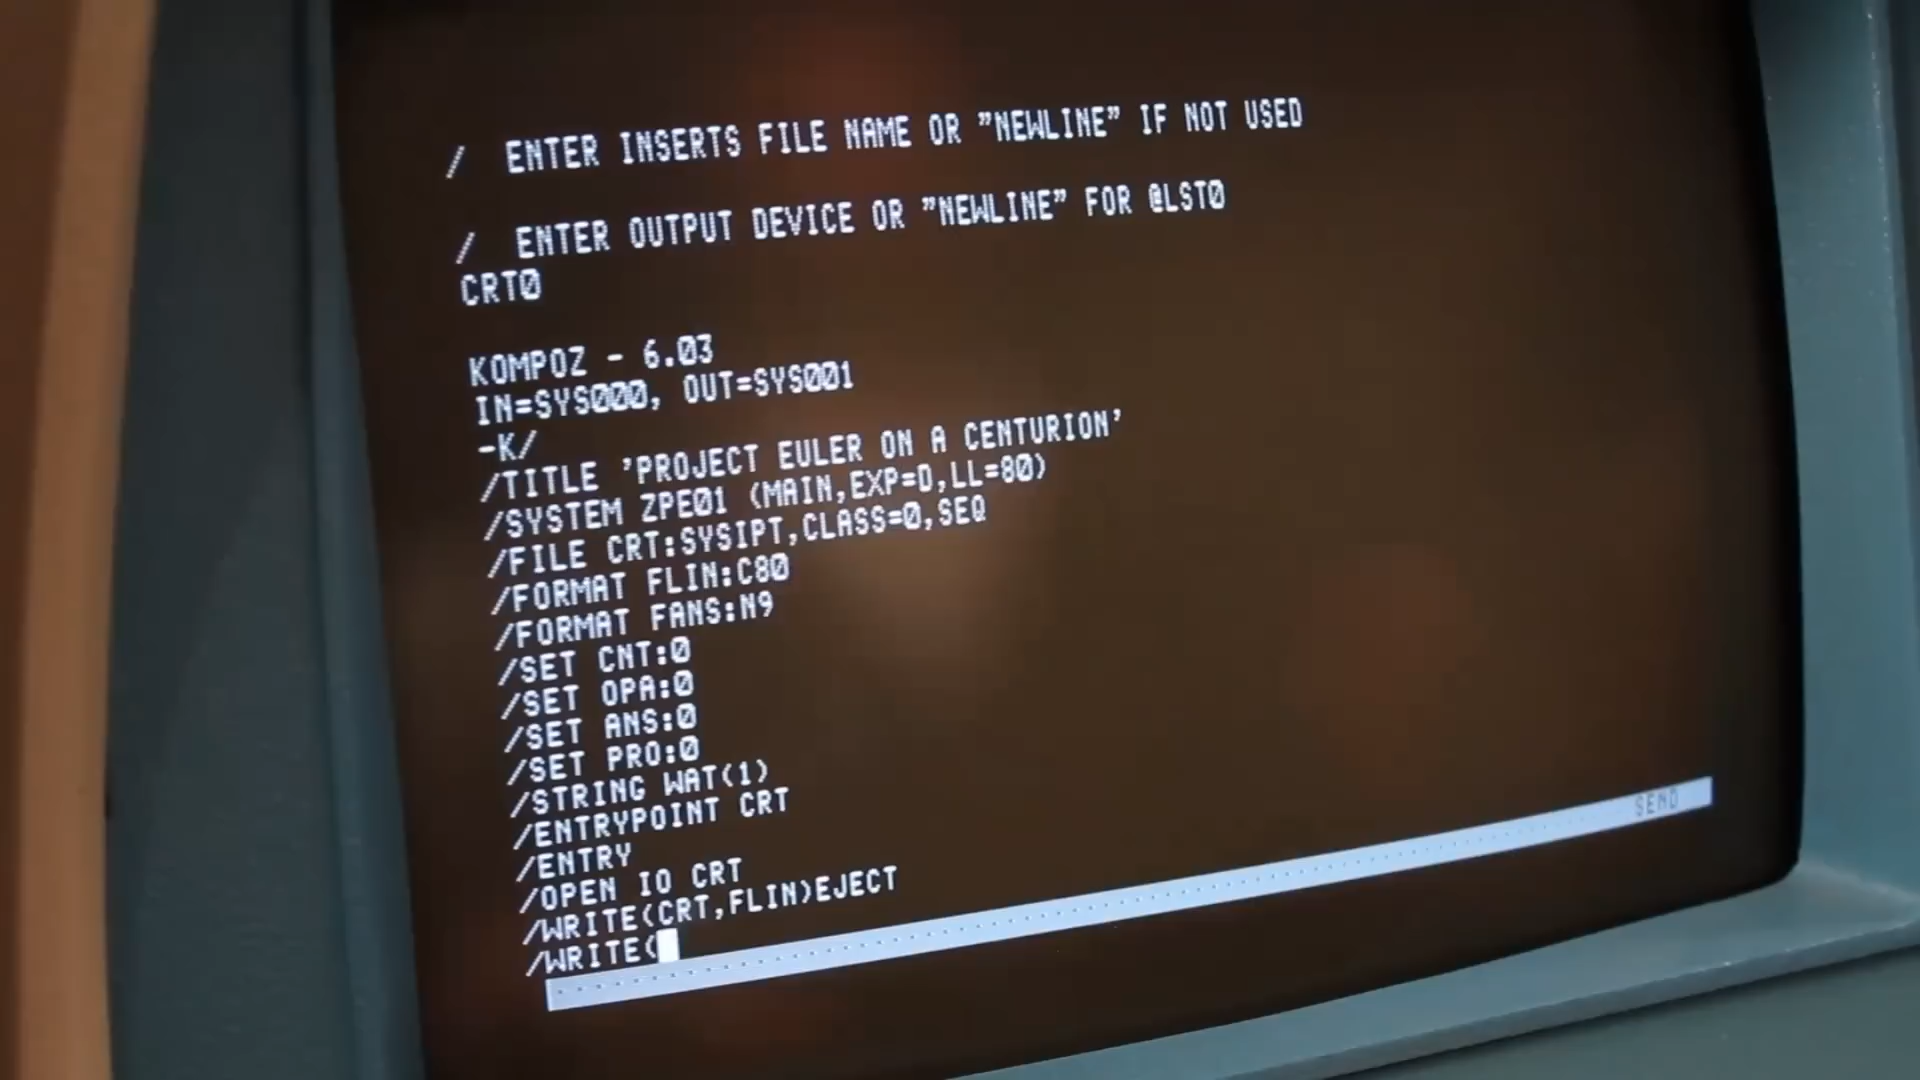 /  ENTER INSERTS FILE NAME OR "NEWLINE" IF NOT USED
/  ENTER OUTPUT DEVICE OR "NEWLINE" FOR @LST0
CRT0
KOMPOZ - 6.03
IN=SYS000, OUT=SYS001
-K/
/TITLE 'PROJECT EULER ON A CENTURION'
/SYSTEM ZPE01 (MAIN,EXP=D,LL=80)
/FILE CRT:SYSIPT,CLASS=0,SEQ
/FORMAT FLIN:C80
/FORMAT FANS:N9
/SET CNT:0
/SET OPA:0
/SET ANS:0
/SET PRO:0
/STRING WAT(1)
/ENTRYPOINT CRT
/ENTRY
/OPEN IO CRT
/WRITE(CRT,FLIN)EJECT
/WRITE(
SEND